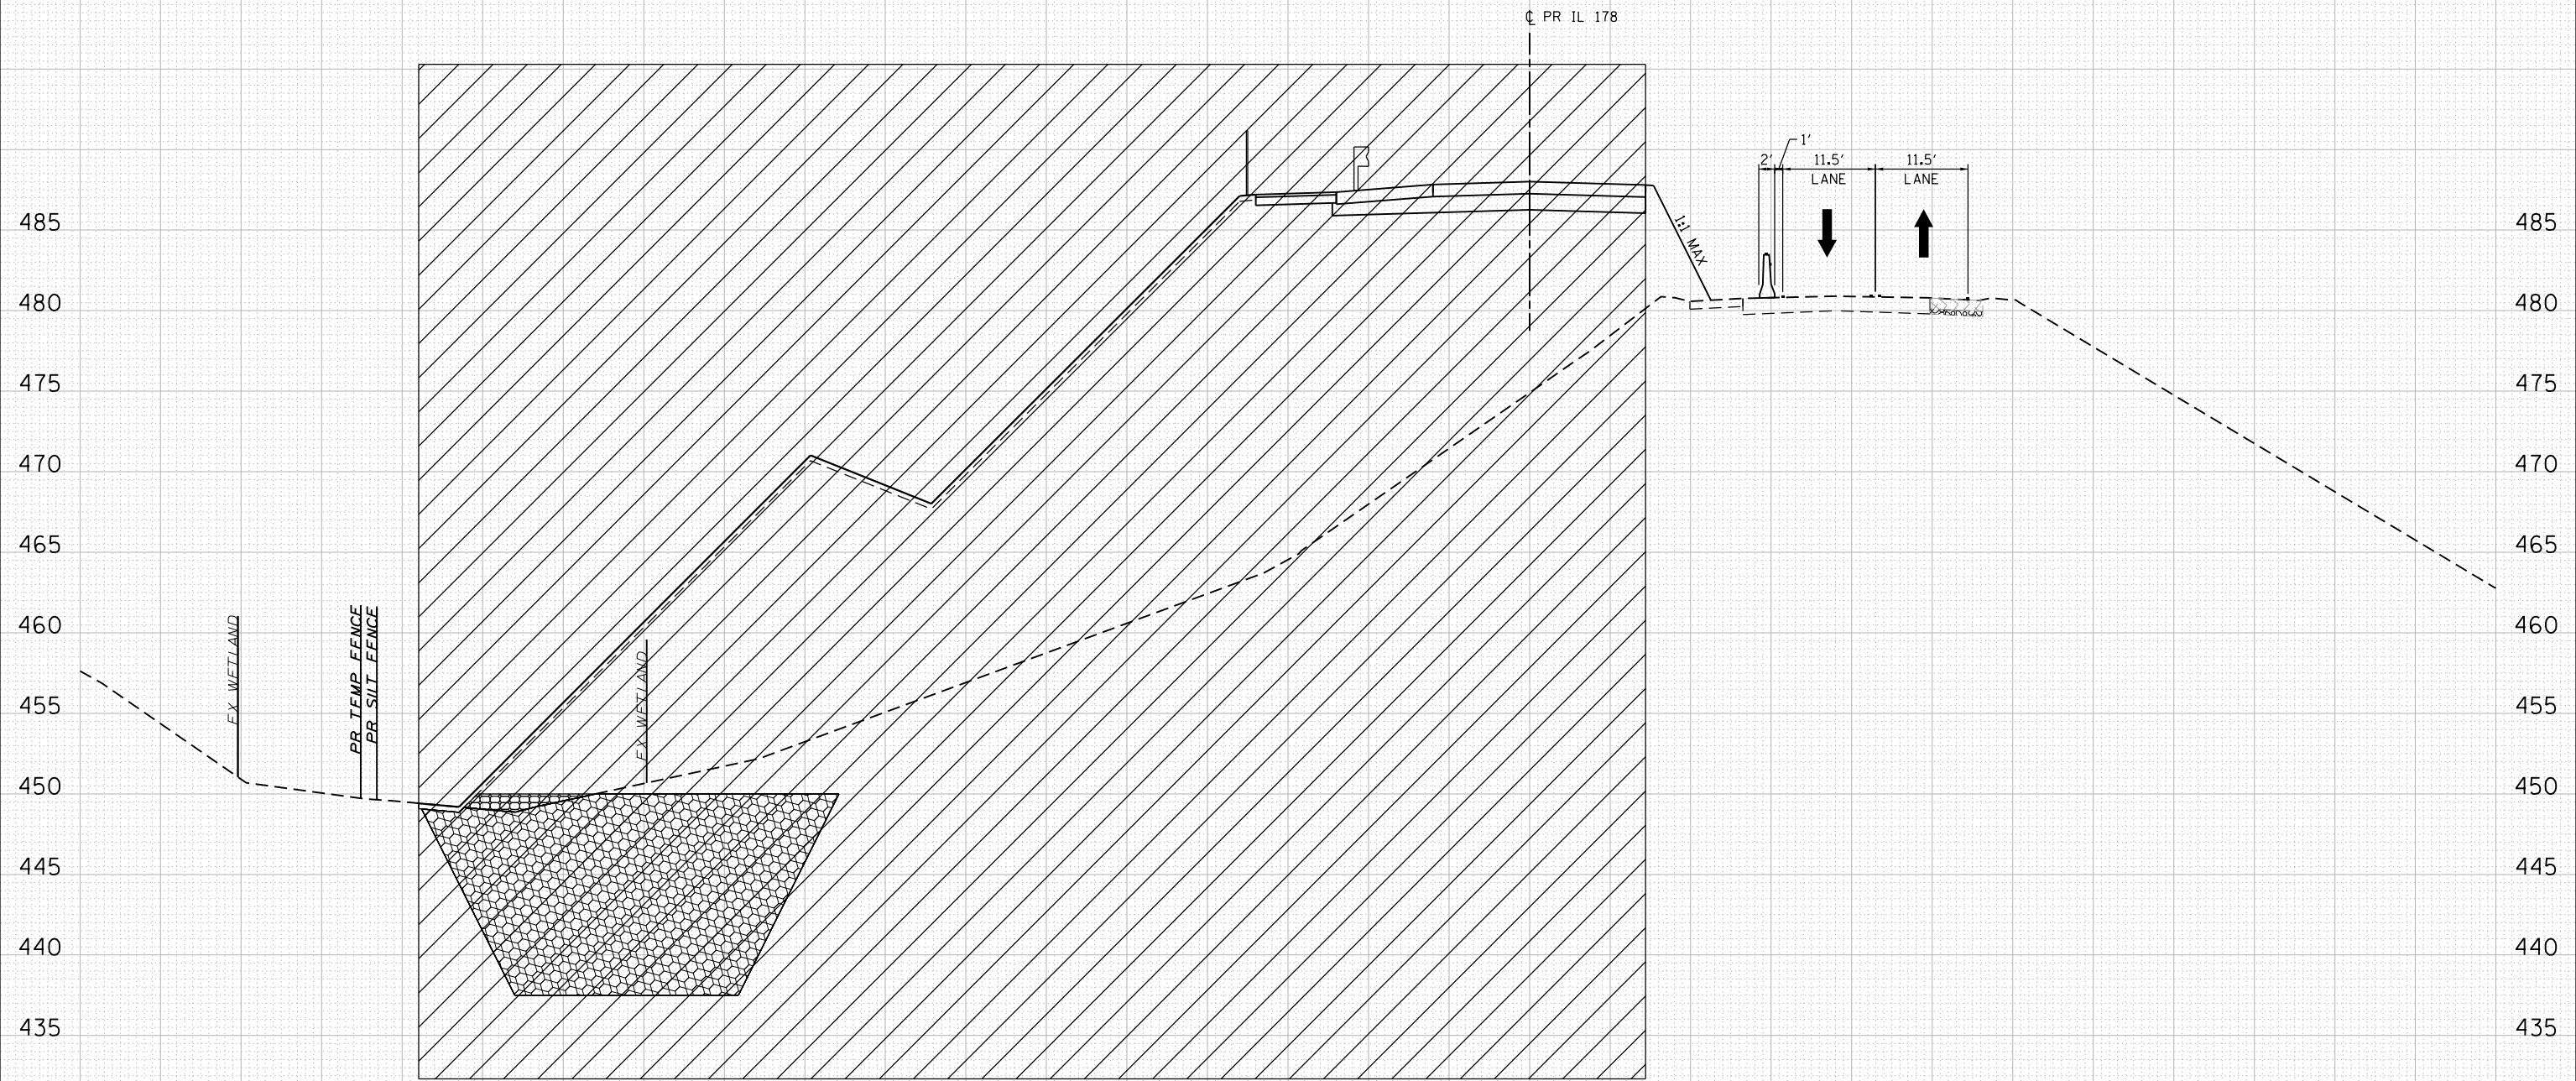 ℄ PR IL 178
1'
2' 11.5' 11.5'
LANE LANE
1:1 MAX
485 485
480 480
475 475
470 470
465 465
460 460
EX WETLAND
PR TEMP FENCE
PR SILT FENCE
EX WETLAND
455 455
450 450
445 445
440 440
435 435